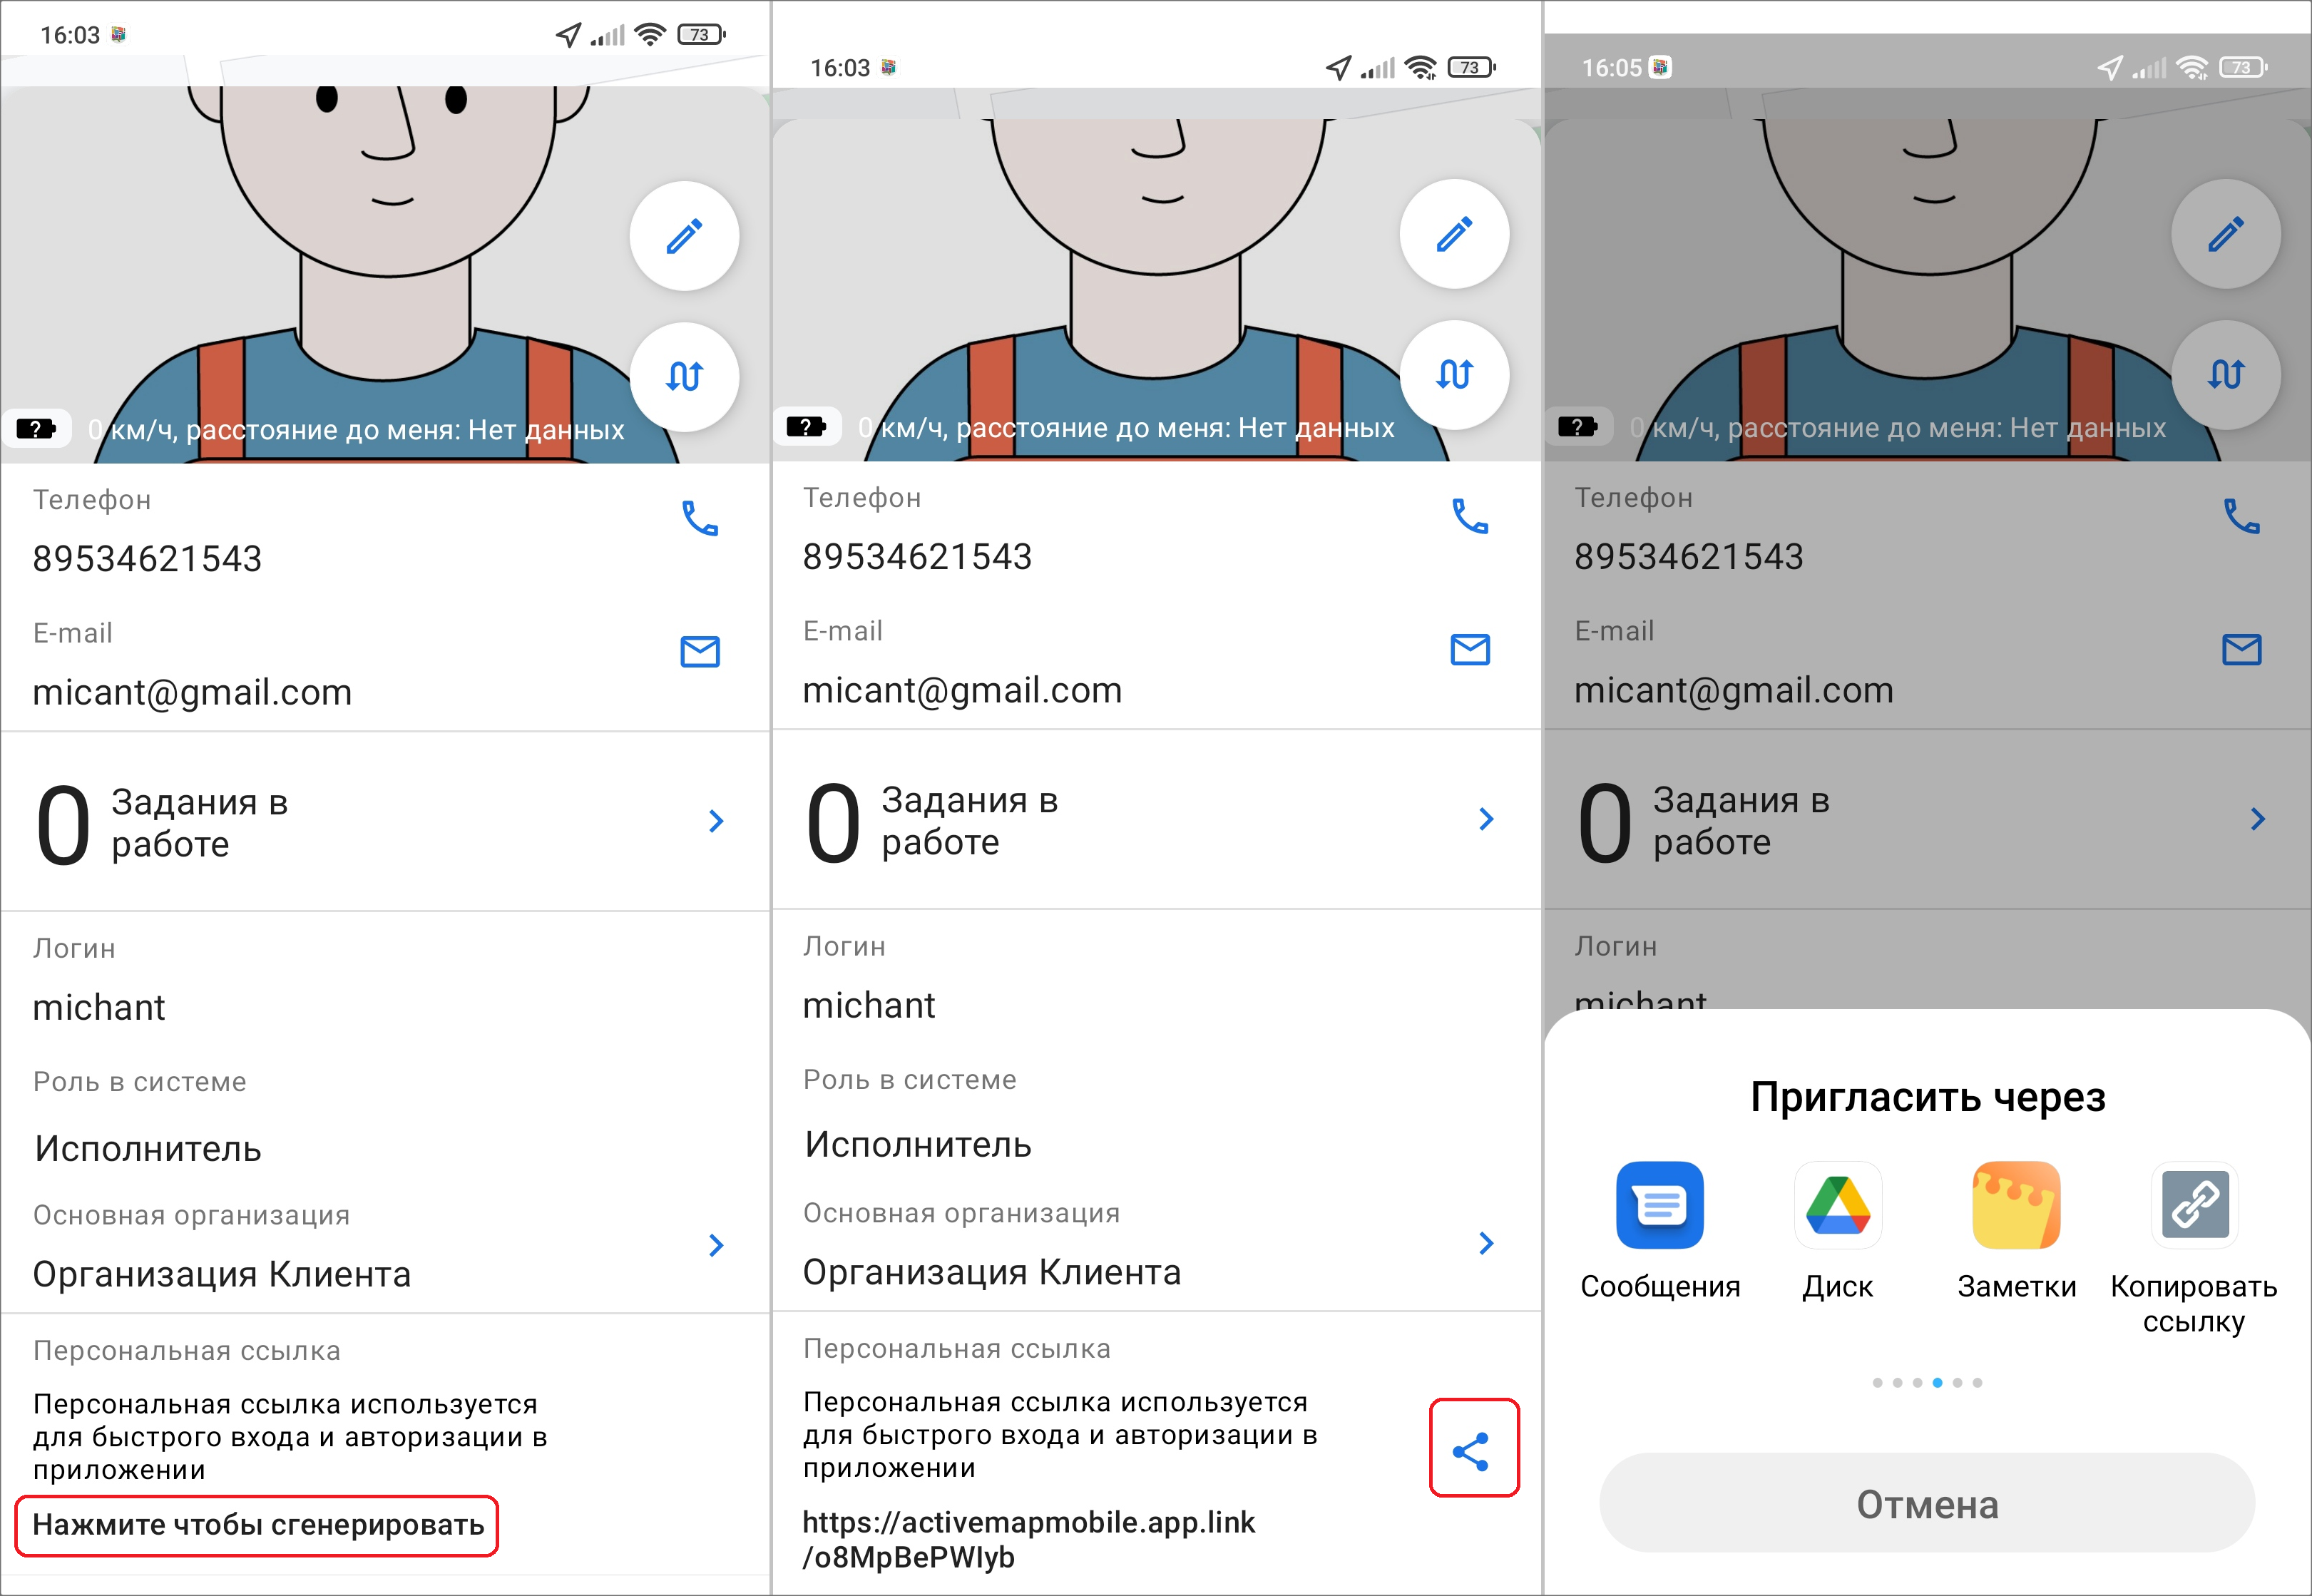 16:03
73
0 км/ч, расстояние до меня: Нет данных
Телефон
89534621543
E-mail
micant@gmail.com
0 Задания в
работе
Логин
michant
Роль в системе
Исполнитель
Основная организация
Организация Клиента
Персональная ссылка
Персональная ссылка используется
для быстрого входа и авторизации в
приложении
Нажмите чтобы сгенерировать
16:03
73
0 км/ч, расстояние до меня: Нет данных
Телефон
89534621543
E-mail
micant@gmail.com
0 Задания в
работе
Логин
michant
Роль в системе
Исполнитель
Основная организация
Организация Клиента
Персональная ссылка
Персональная ссылка используется
для быстрого входа и авторизации в
приложении
https://activemapmobile.app.link
/o8MpBePWIyb
16:05
73
0 км/ч, расстояние до меня: Нет данных
Телефон
89534621543
E-mail
micant@gmail.com
0 Задания в
работе
Логин
michant
Пригласить через
Сообщения
Диск
Заметки
Копировать
ссылку
Отмена